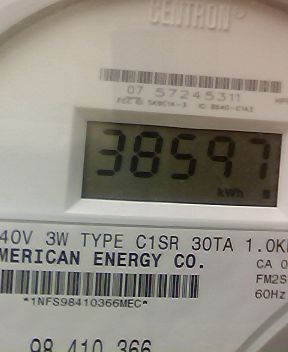 CENTRON®
07 57245311
38597
kWh
40V 3W TYPE C1SR 30TA 1.0K
MERICAN ENERGY CO.
CA 0
FM2S
60Hz
*1NFS98410366MEC*
98 410 366